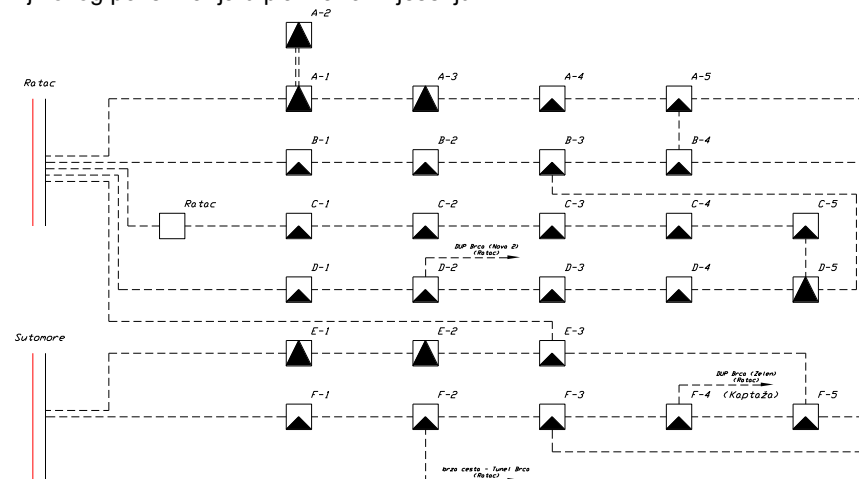 A-2
Ratac
A-1
A-3
A-4
A-5
B-1
B-2
B-3
B-4
Ratac
C-1
C-2
C-3
C-4
C-5
DUP Brca (Nova 2)
(Ratac)
D-1
D-2
D-3
D-4
D-5
Sutomore
E-1
E-2
E-3
DUP Brca (Zelen)
(Ratac)
F-1
F-2
F-3
F-4 (Kaptaža)
F-5
brza cesta - Tunel Brca
(Ratac)